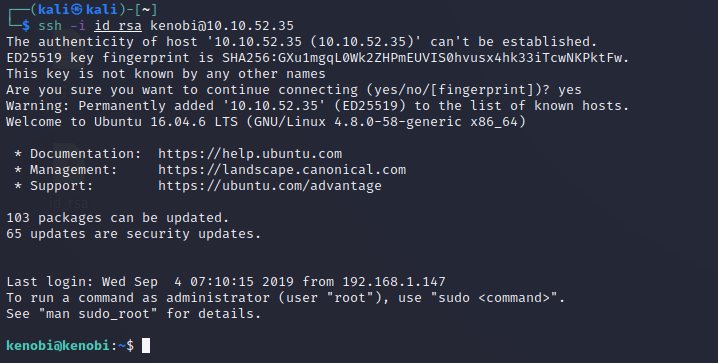 ┌──(kali㉿kali)-[~]
└─$ ssh -i id_rsa kenobi@10.10.52.35
The authenticity of host '10.10.52.35 (10.10.52.35)' can't be established.
ED25519 key fingerprint is SHA256:GXu1mgqL0Wk2ZHPmEUVIS0hvusx4hk33iTcwNKPktFw.
This key is not known by any other names
Are you sure you want to continue connecting (yes/no/[fingerprint])? yes
Warning: Permanently added '10.10.52.35' (ED25519) to the list of known hosts.
Welcome to Ubuntu 16.04.6 LTS (GNU/Linux 4.8.0-58-generic x86_64)
* Documentation:  https://help.ubuntu.com
* Management:     https://landscape.canonical.com
* Support:        https://ubuntu.com/advantage
id_rsa
103 packages can be updated.
65 updates are security updates.
Last login: Wed Sep  4 07:10:15 2019 from 192.168.1.147
To run a command as administrator (user "root"), use "sudo <command>".
See "man sudo_root" for details.
kenobi@kenobi:~$